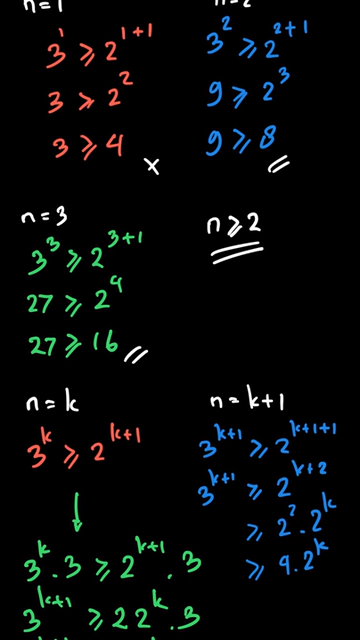 n=1
3^1 ≥ 2^{1+1}
3 ≥ 2^2
3 ≥ 4
×
n=2
3^2 ≥ 2^{2+1}
9 ≥ 2^3
9 ≥ 8
n=3
3^3 ≥ 2^{3+1}
27 ≥ 2^4
27 ≥ 16
n ≥ 2
n=k
3^k ≥ 2^{k+1}
3^k . 3 ≥ 2^{k+1} . 3
3^{k+1} ≥ 2 2^k . 3
n=k+1
3^{k+1} ≥ 2^{k+1+1}
3^{k+1} ≥ 2^{k+2}
≥ 2^2 . 2^k
≥ 4 . 2^k